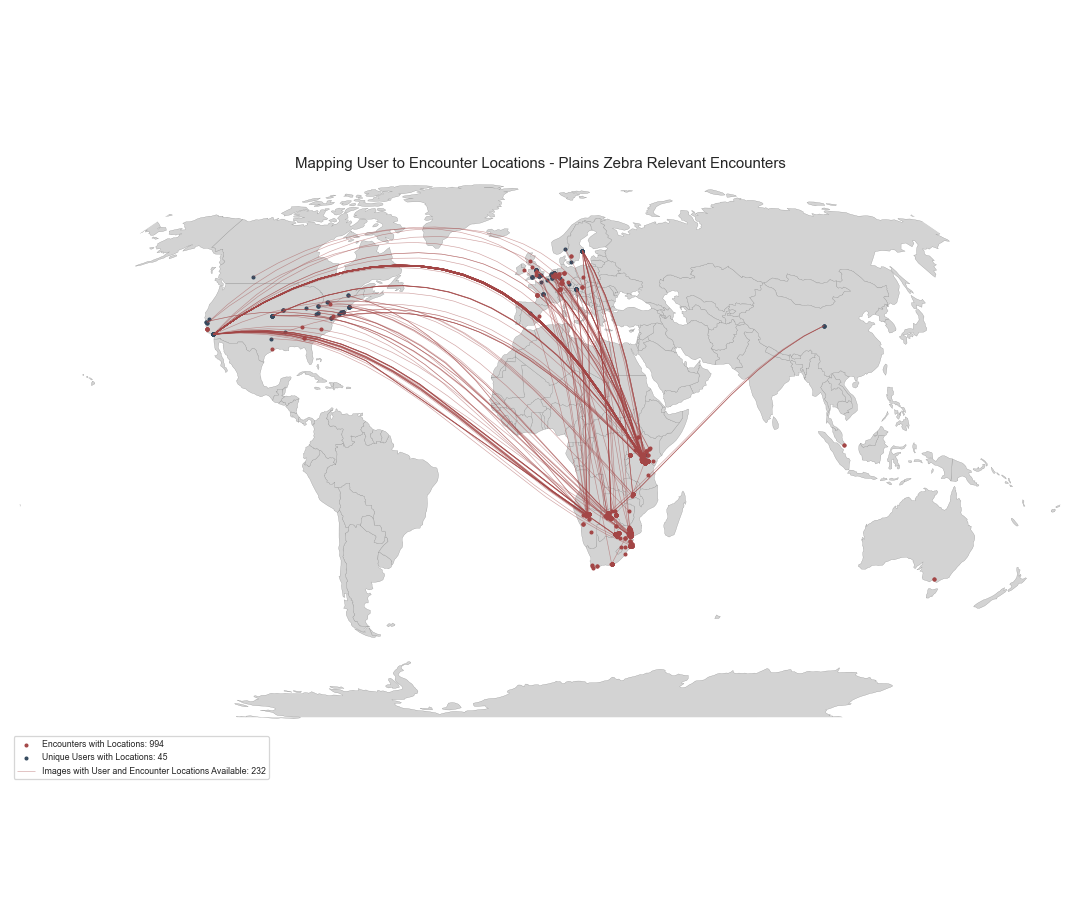 Mapping User to Encounter Locations - Plains Zebra Relevant Encounters
Encounters with Locations: 994
Unique Users with Locations: 45
Images with User and Encounter Locations Available: 232